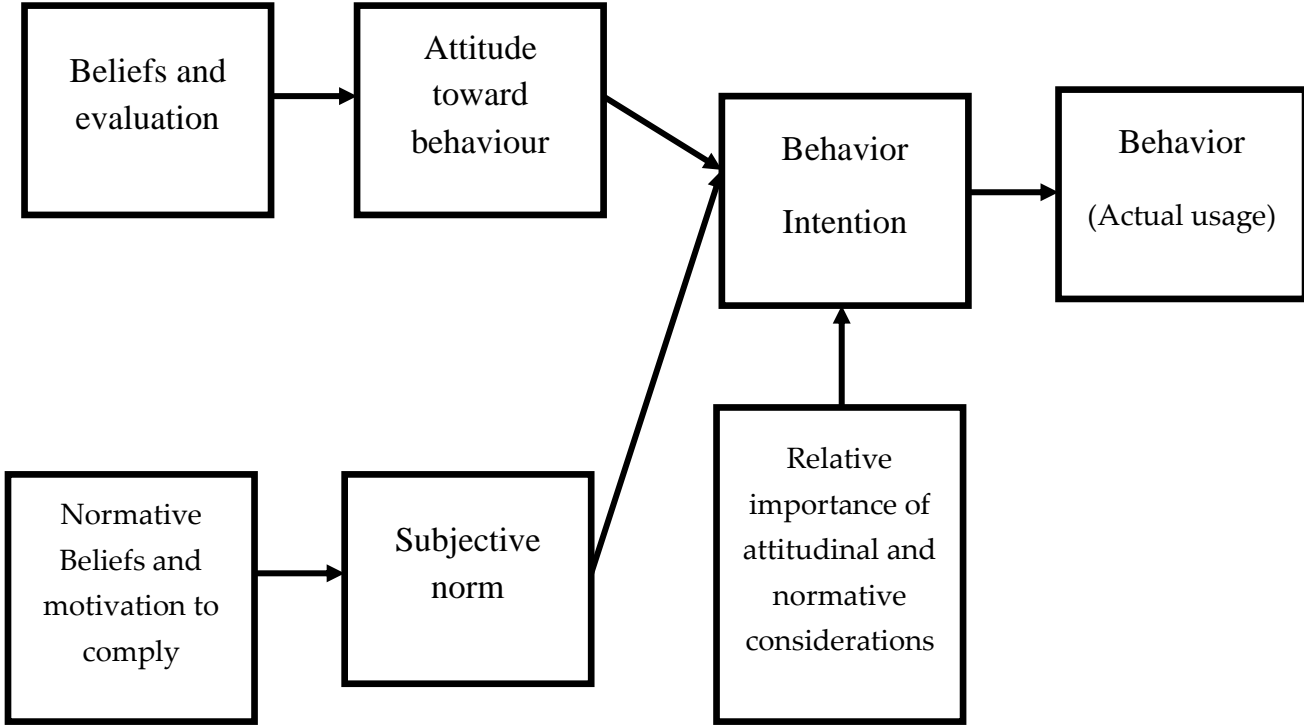 Beliefs and
evaluation
Attitude
toward
behaviour
Behavior
Intention
Behavior
(Actual usage)
Normative
Beliefs and
motivation to
comply
Subjective
norm
Relative
importance of
attitudinal and
normative
considerations